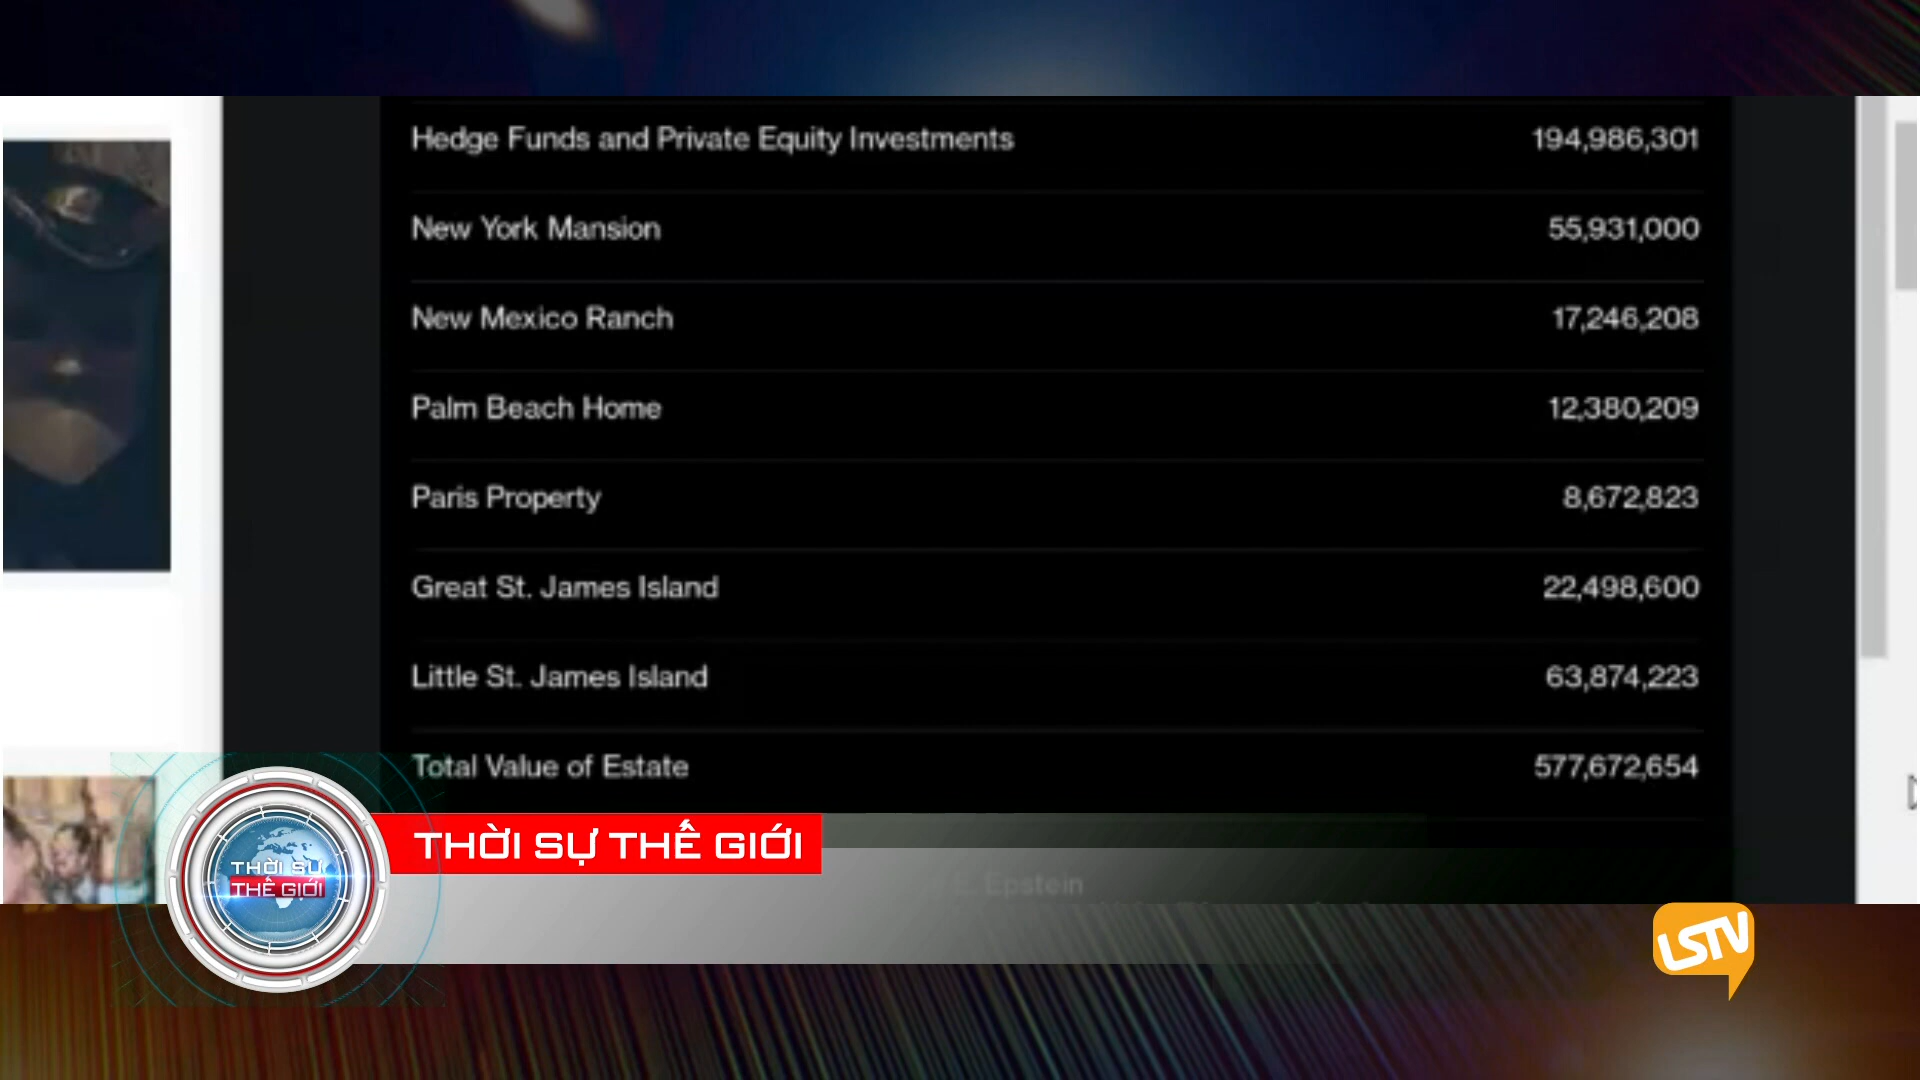 Hedge Funds and Private Equity Investments 194,986,301
New York Mansion 55,931,000
New Mexico Ranch 17,246,208
Palm Beach Home 12,380,209
Paris Property 8,672,823
Great St. James Island 22,498,600
Little St. James Island 63,874,223
Total Value of Estate 577,672,654
THỜI SỰ THẾ GIỚI
THỜI SỰ
THẾ GIỚI
Epstein
LSTV